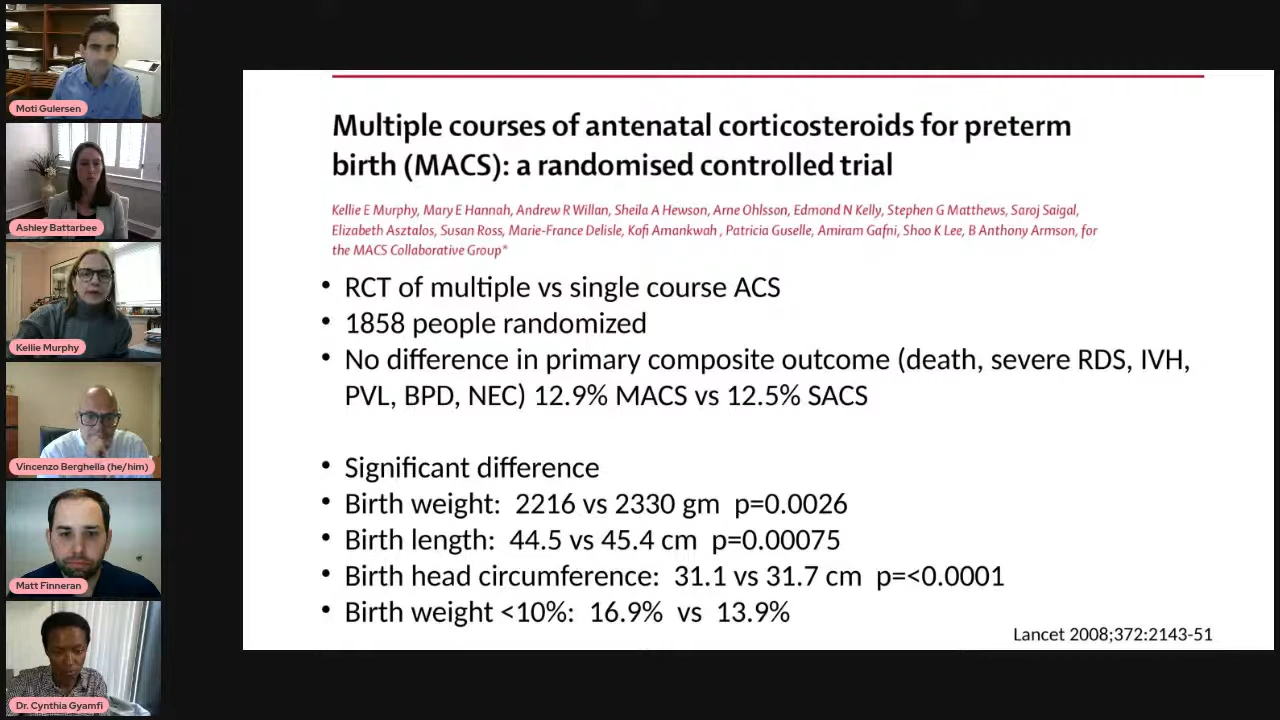 Moti Gulersen
Ashley Battarbee
Kellie Murphy
Vincenzo Berghella (he/him)
Matt Finneran
Dr. Cynthia Gyamfi
Multiple courses of antenatal corticosteroids for preterm
birth (MACS): a randomised controlled trial
Kellie E Murphy, Mary E Hannah, Andrew R Willan, Sheila A Hewson, Arne Ohlsson, Edmond N Kelly, Stephen G Matthews, Saroj Saigal,
Elizabeth Asztalos, Susan Ross, Marie-France Delisle, Kofi Amankwah , Patricia Guselle, Amiram Gafni, Shoo K Lee, B Anthony Armson, for
the MACS Collaborative Group*
• RCT of multiple vs single course ACS
• 1858 people randomized
• No difference in primary composite outcome (death, severe RDS, IVH,
PVL, BPD, NEC) 12.9% MACS vs 12.5% SACS
• Significant difference
• Birth weight: 2216 vs 2330 gm p=0.0026
• Birth length: 44.5 vs 45.4 cm p=0.00075
• Birth head circumference: 31.1 vs 31.7 cm p=<0.0001
• Birth weight <10%: 16.9% vs 13.9%
Lancet 2008;372:2143-51